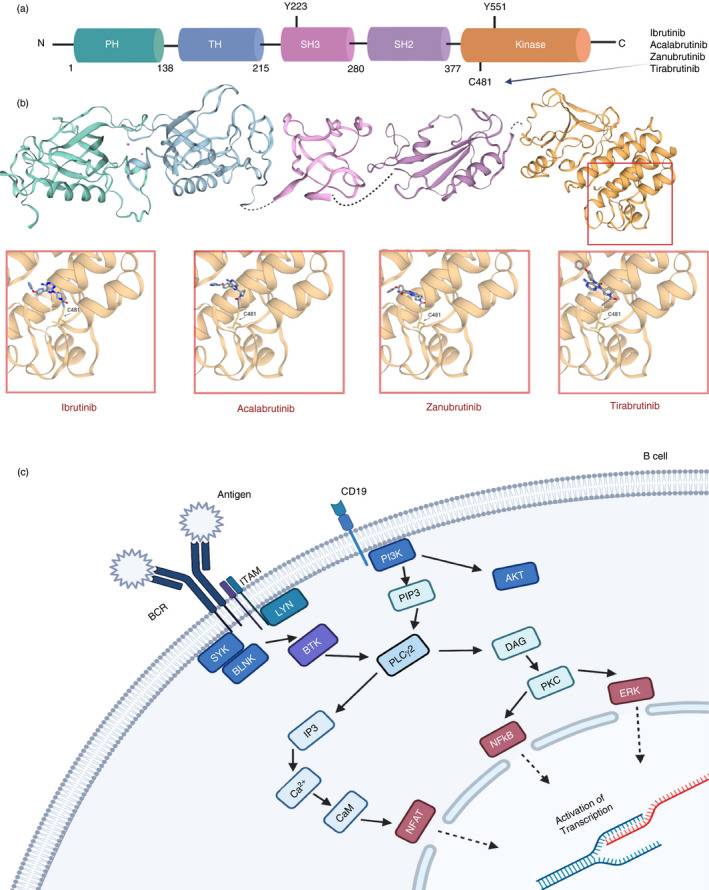 (a)
Y223
Y551
N
PH
TH
SH3
SH2
Kinase
C
1
138
215
280
377
C481
Ibrutinib
Acalabrutinib
Zanubrutinib
Tirabrutinib
(b)
C481
C481
C481
C481
Ibrutinib
Acalabrutinib
Zanubrutinib
Tirabrutinib
(c)
B cell
Antigen
CD19
BCR
ITAM
LYN
SYK
BLNK
BTK
PI3K
AKT
PIP3
PLCγ2
DAG
PKC
ERK
NFkB
IP3
Ca2+
CaM
NFAT
Activation of
Transcription